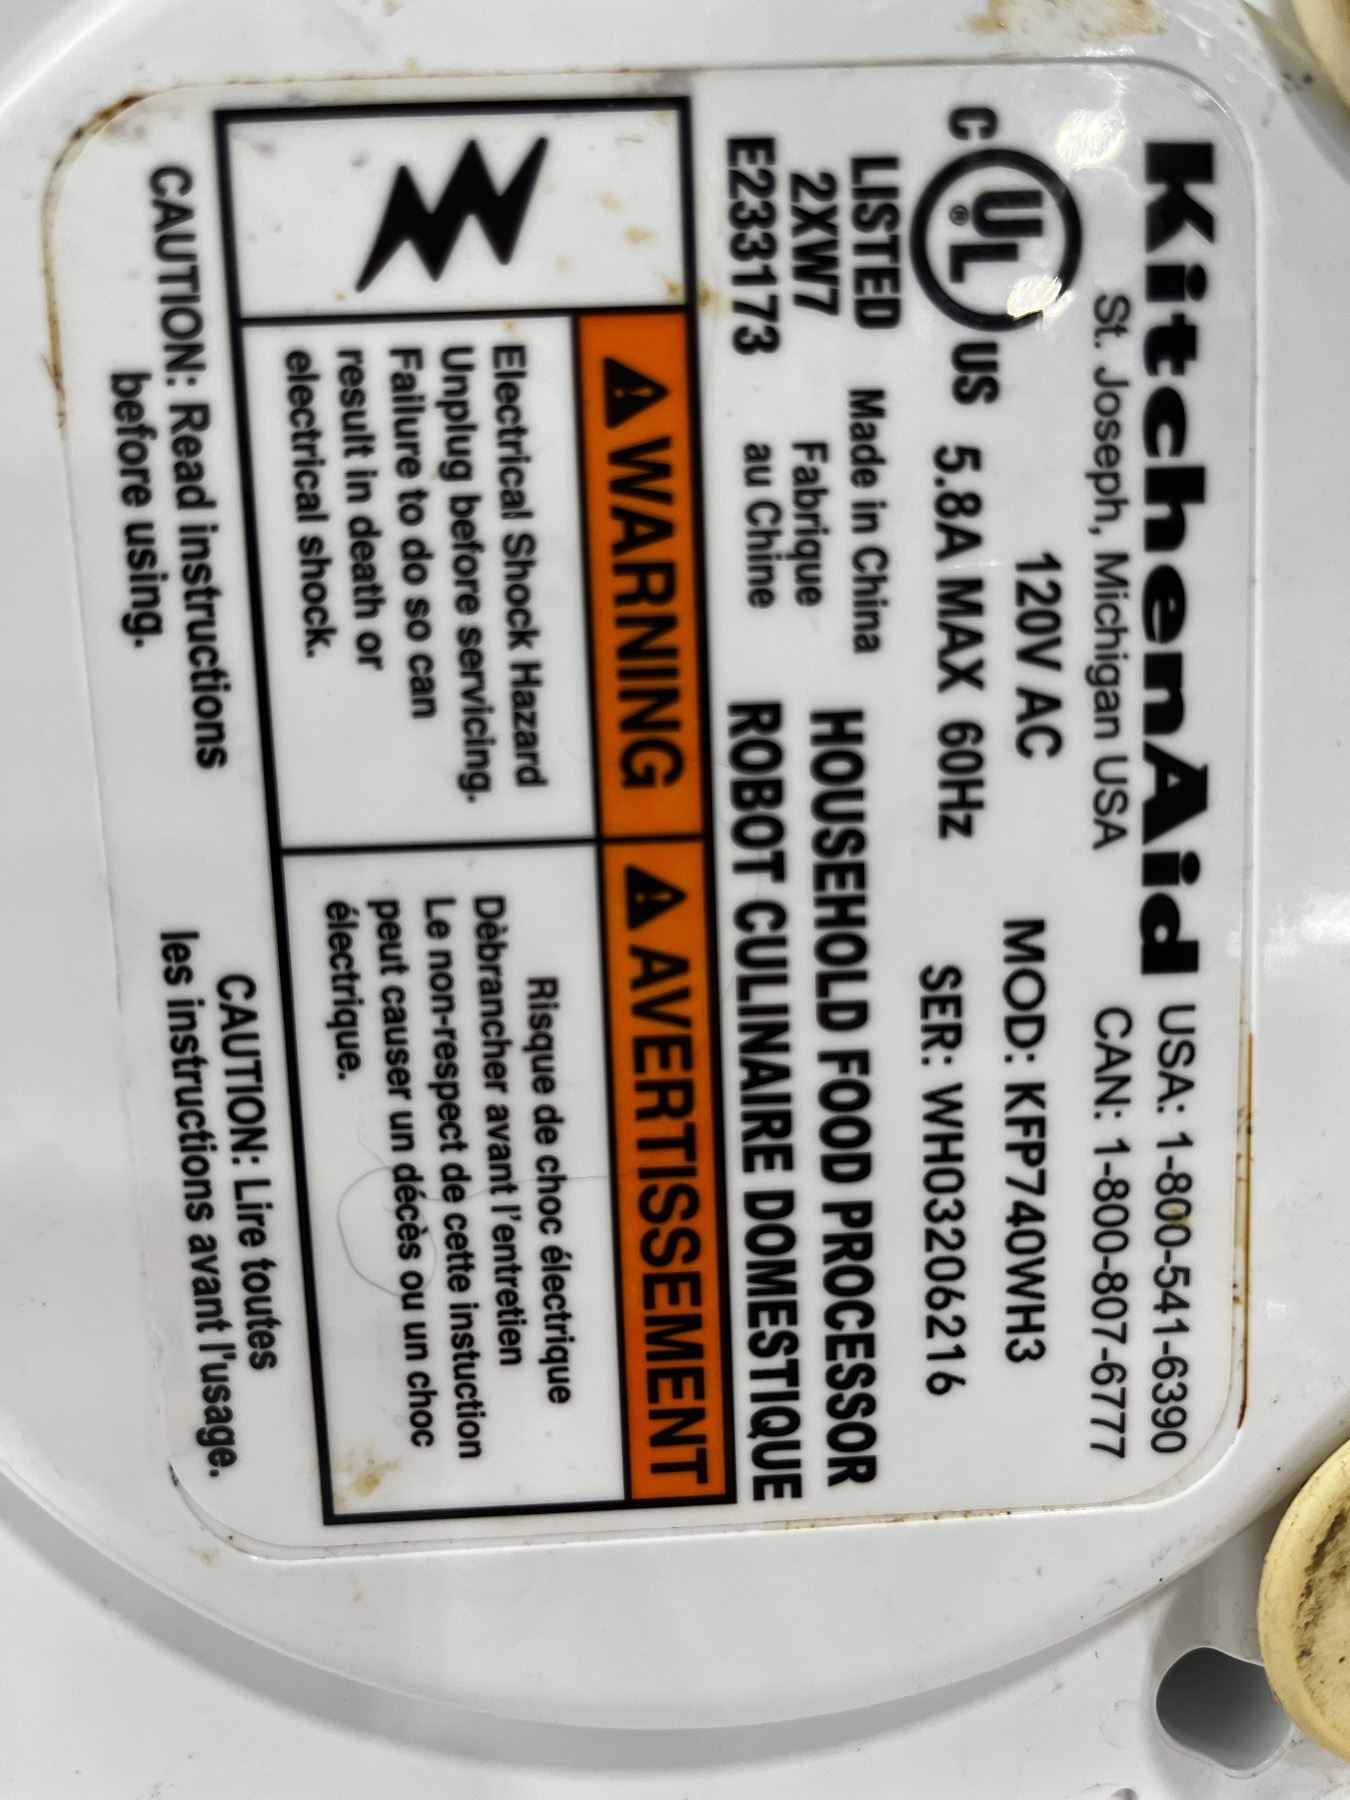 KitchenAid USA: 1-800-541-6390
St. Joseph, Michigan USA CAN: 1-800-807-6777
C UL® US
120V AC MOD: KFP740WH3
5.8A MAX 60Hz SER: WH03206216
LISTED
2XW7
E233173
Made in China
Fabrique
au Chine
HOUSEHOLD FOOD PROCESSOR
ROBOT CULINAIRE DOMESTIQUE
WARNING
Electrical Shock Hazard
Unplug before servicing.
Failure to do so can
result in death or
electrical shock.
AVERTISSEMENT
Risque de choc électrique
Dèbrancher avant l'entretien
Le non-respect de cette instuction
peut causer un décès ou un choc
électrique.
CAUTION: Read instructions
before using.
CAUTION: Lire toutes
les instructions avant l'usage.